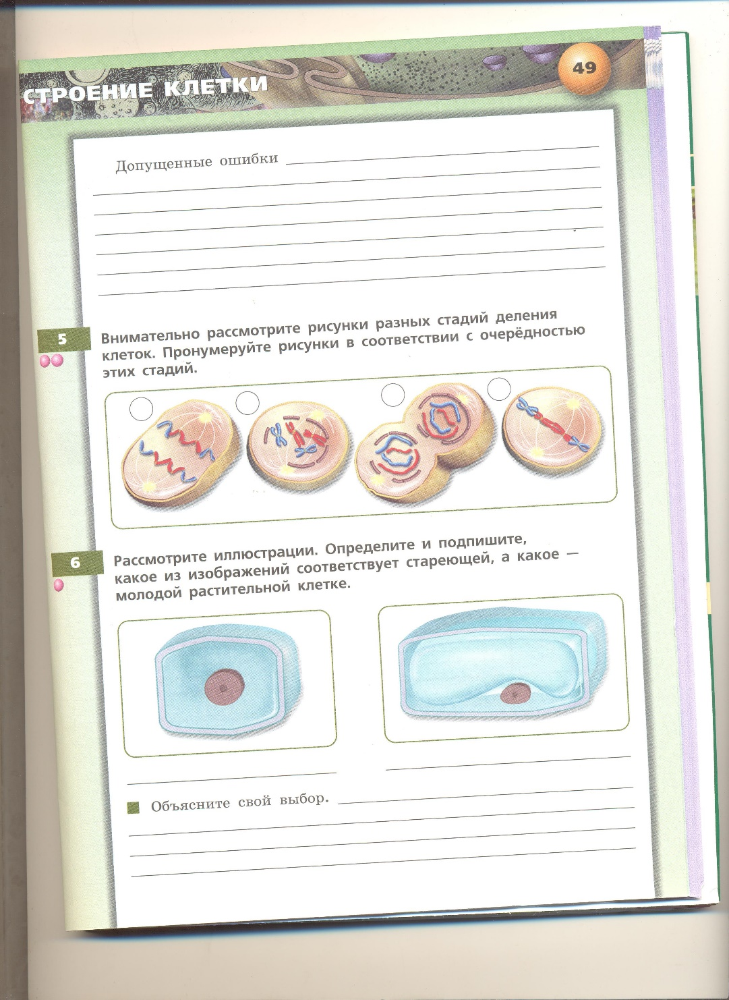 СТРОЕНИЕ КЛЕТКИ
49
Допущенные ошибки
5
Внимательно рассмотрите рисунки разных стадий деления
клеток. Пронумеруйте рисунки в соответствии с очерёдностью
этих стадий.
6
Рассмотрите иллюстрации. Определите и подпишите,
какое из изображений соответствует стареющей, а какое —
молодой растительной клетке.
Объясните свой выбор.